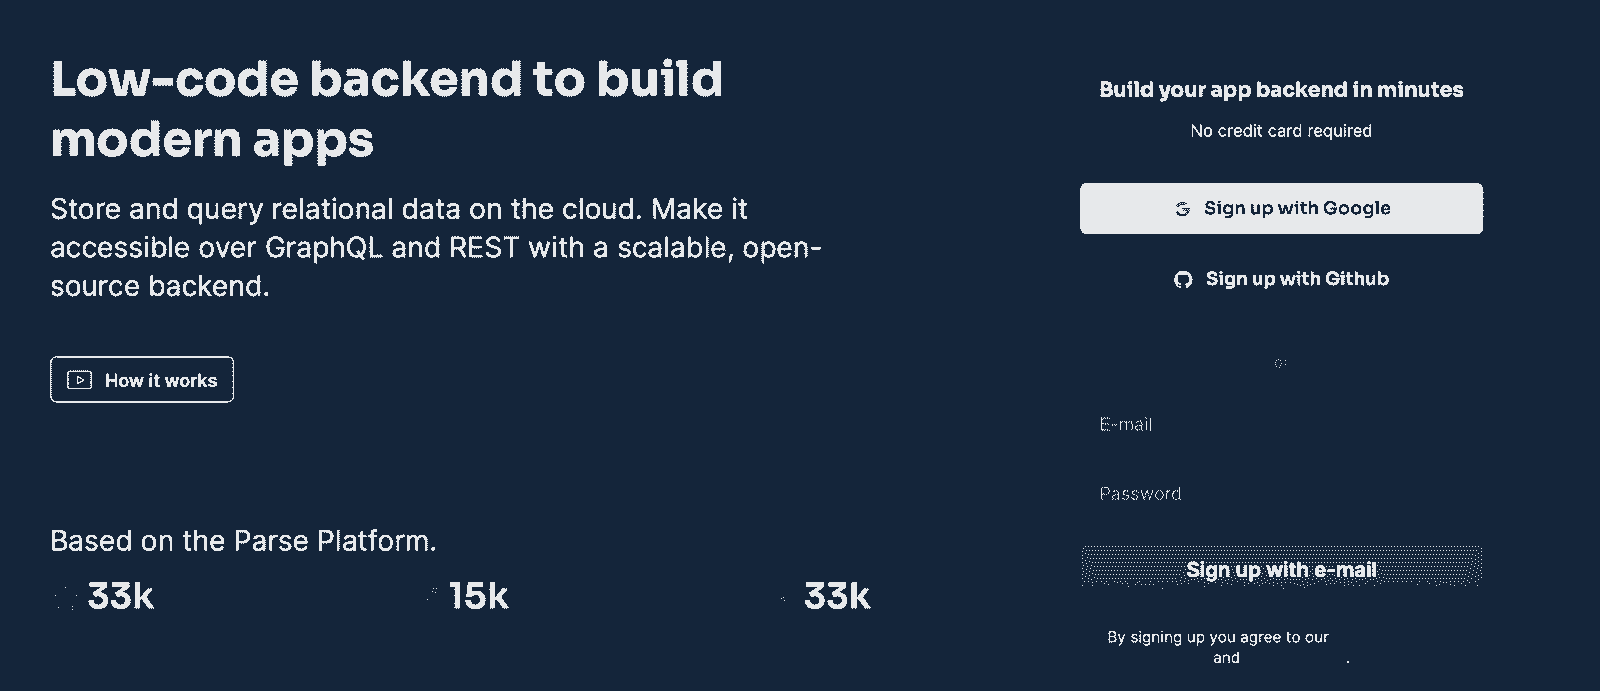 Low-code backend to build
modern apps
Store and query relational data on the cloud. Make it
accessible over GraphQL and REST with a scalable, open-
source backend.
How it works
Based on the Parse Platform.
33k
15k
33k
Build your app backend in minutes
No credit card required
Sign up with Google
Sign up with Github
or
E-mail
Password
Sign up with e-mail
By signing up you agree to our
and .